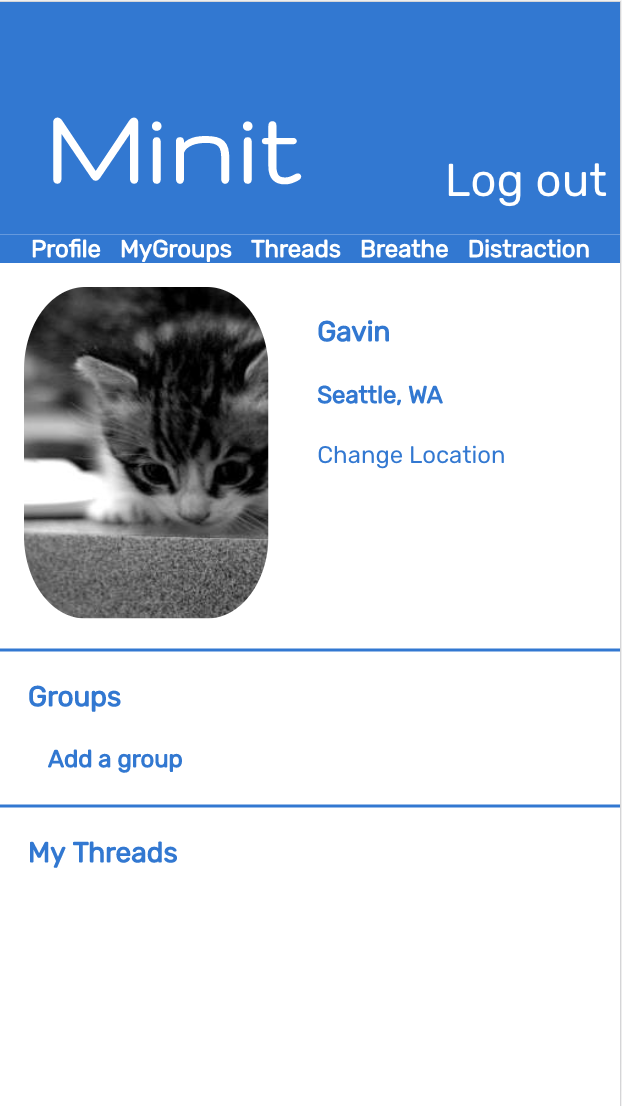 Minit
Log out
Profile MyGroups Threads Breathe Distraction
Gavin
Seattle, WA
Change Location
Groups
Add a group
My Threads